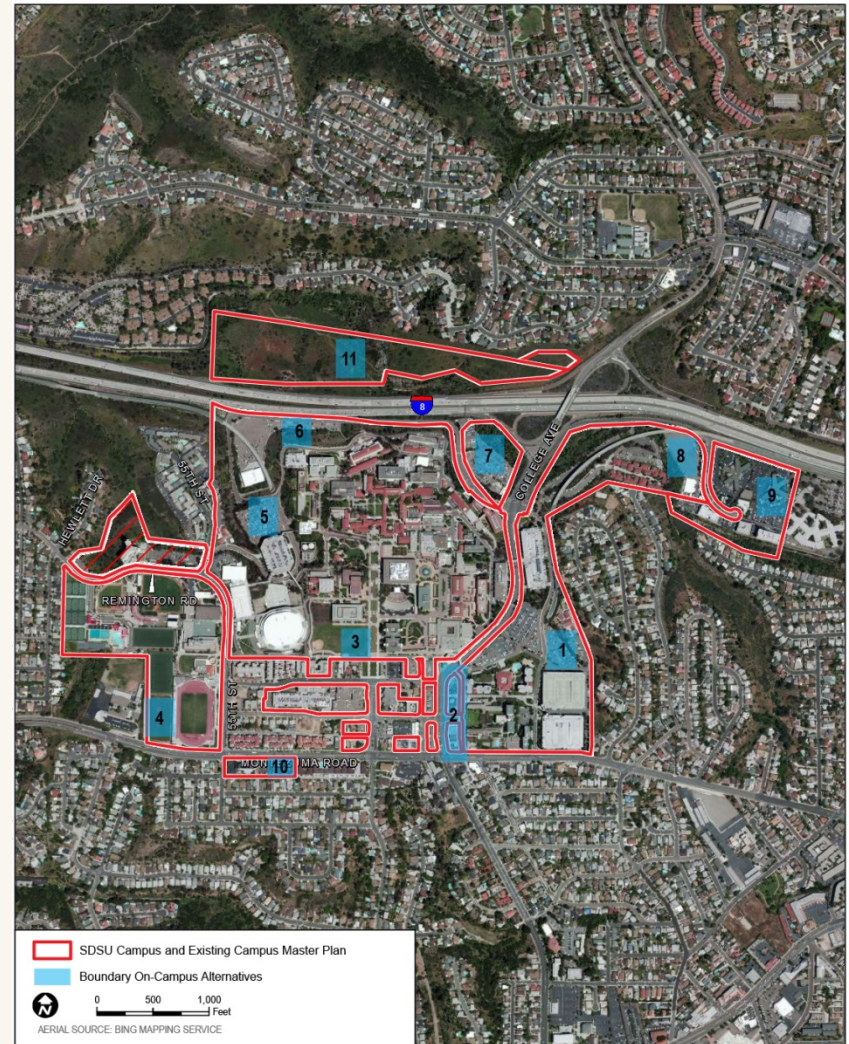 11
8
6
7
COLLEGE AVE
8
9
55TH ST
HEWLETT DR
5
REMINGTON RD
3
1
4
55TH ST
2
MONTEZUMA ROAD
10
SDSU Campus and Existing Campus Master Plan
Boundary On-Campus Alternatives
N
0 500 1,000
Feet
AERIAL SOURCE: BING MAPPING SERVICE